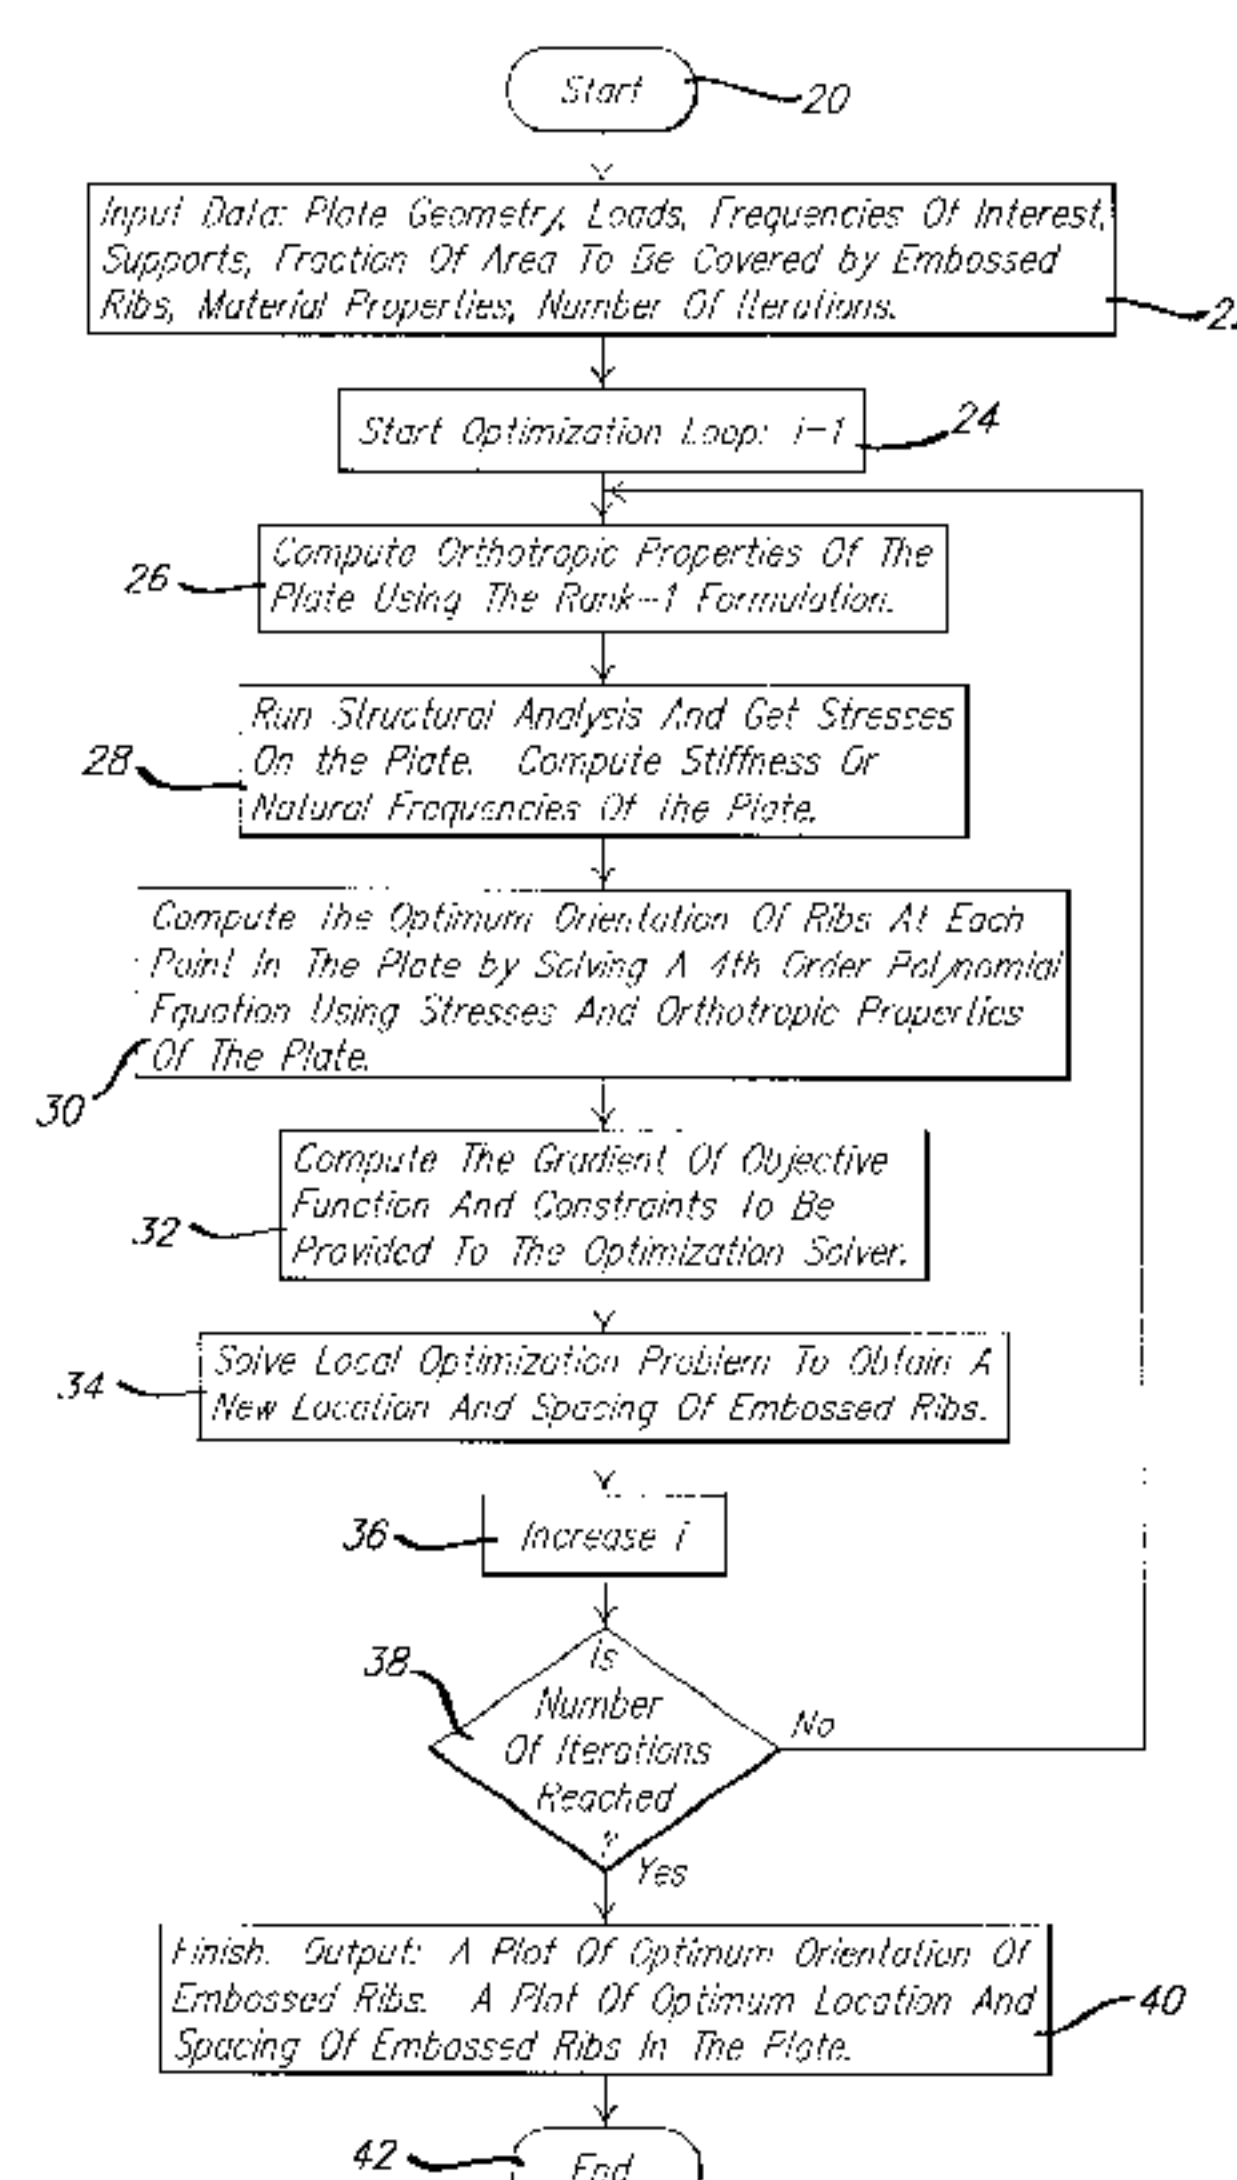 Start
20
Input Data: Plate Geometry, Loads, Frequencies Of Interest,
Supports, Fraction Of Area To Be Covered by Embossed
Ribs, Material Properties, Number Of Iterations.
Start Optimization Loop: i=1
24
Compute Orthotropic Properties Of The
Plate Using The Rank-1 Formulation.
26
Run Structural Analysis And Get Stresses
On the Plate. Compute Stiffness Or
Natural Frequencies Of the Plate.
28
Compute the Optimum Orientation Of Ribs At Each
Point In The Plate by Solving A 4th Order Polynomial
Equation Using Stresses And Orthotropic Properties
Of The Plate.
30
Compute The Gradient Of Objective
Function And Constraints To Be
Provided To The Optimization Solver.
32
Solve Local Optimization Problem To Obtain A
New Location And Spacing Of Embossed Ribs.
34
Increase i
36
38
Is
Number
Of Iterations
Reached
?
No
Yes
Finish. Output: A Plot Of Optimum Orientation Of
Embossed Ribs. A Plot Of Optimum Location And
Spacing Of Embossed Ribs In The Plate.
40
42
End